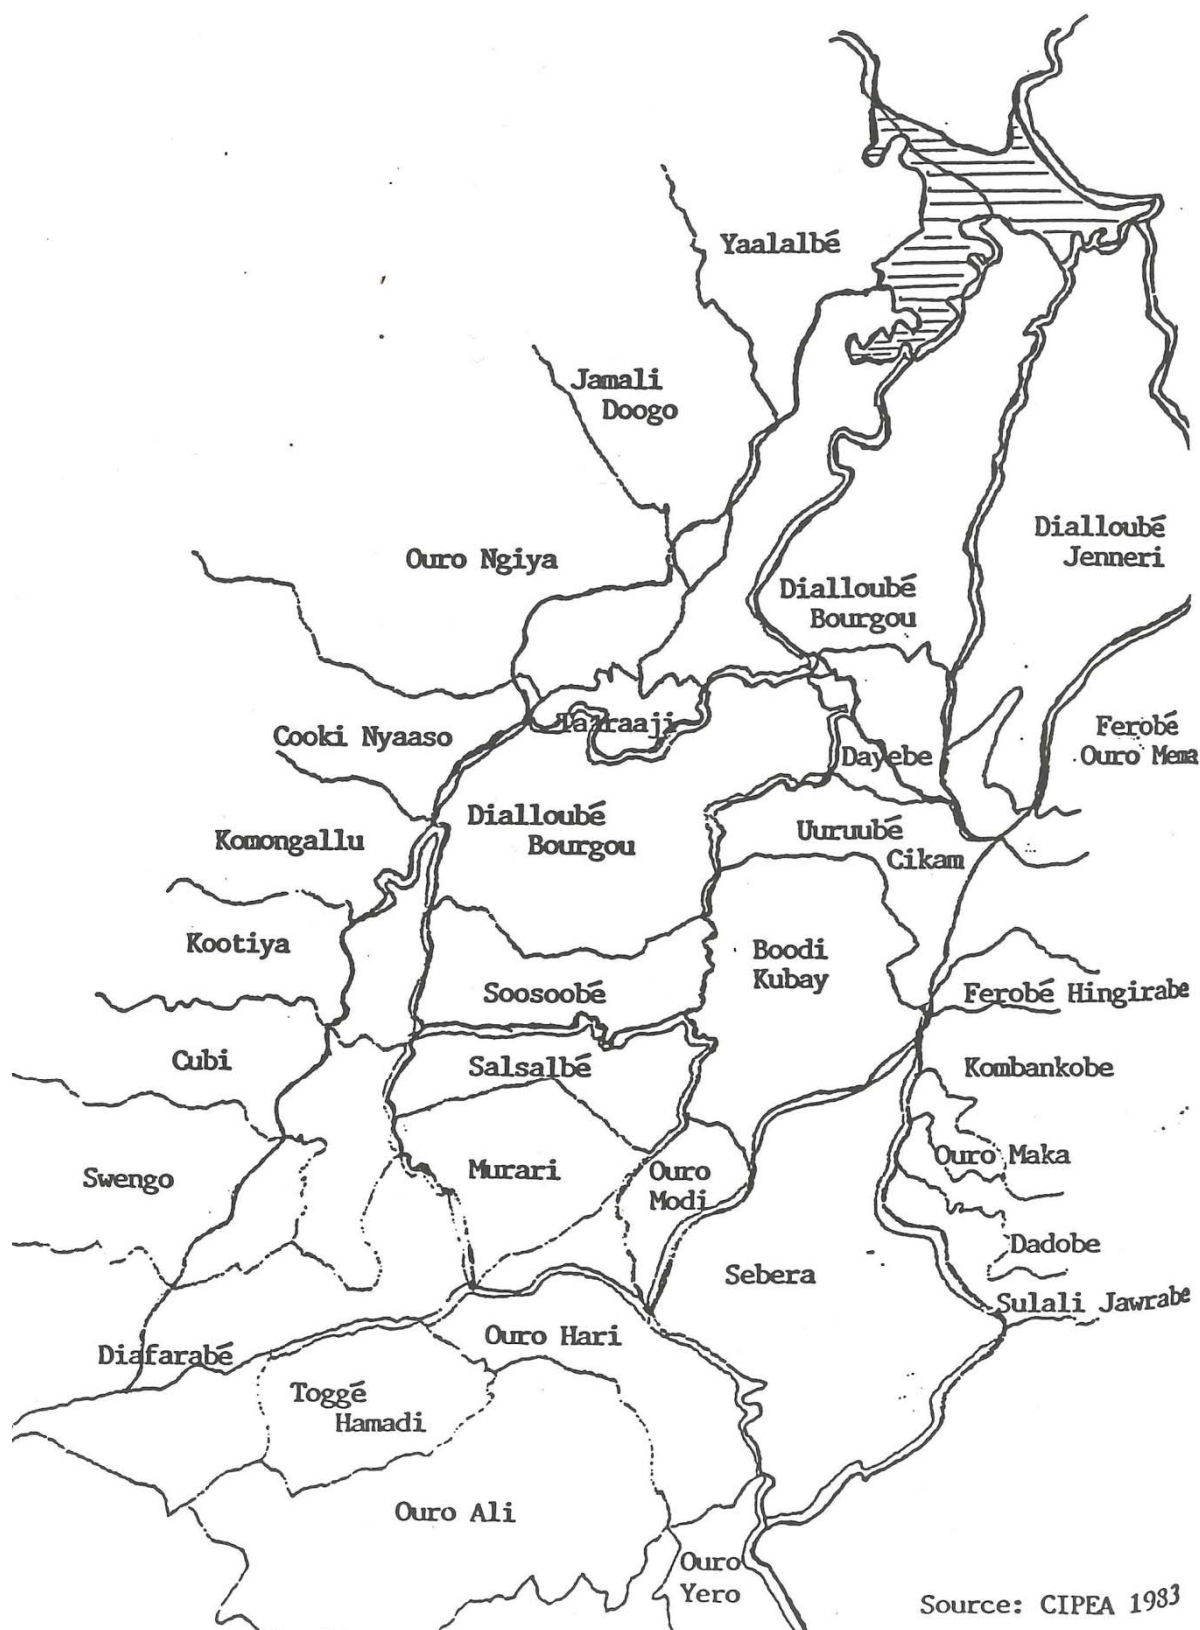 Yaalalbé
Jamali
Doogo
Ouro Ngiya
Dialloubé
Jenneri
Dialloubé
Bourgou
Taaraaji
Cooki Nyaaso
Ferobé
Ouro Mema
Dayebe
Dialloubé
Bourgou
Uuruubé
Cikam
Komongallu
Kootiya
Boodi
Kubay
Soosoobé
Ferobé Hingirabe
Cubi
Salsalbé
Kombankobe
Swengo
Murari
Ouro
Modi
Ouro Maka
Dadobe
Sebera
Sulali Jawrabe
Ouro Hari
Diafarabé
Toggé
Hamadi
Ouro Ali
Ouro
Yero
Source: CIPEA 1983